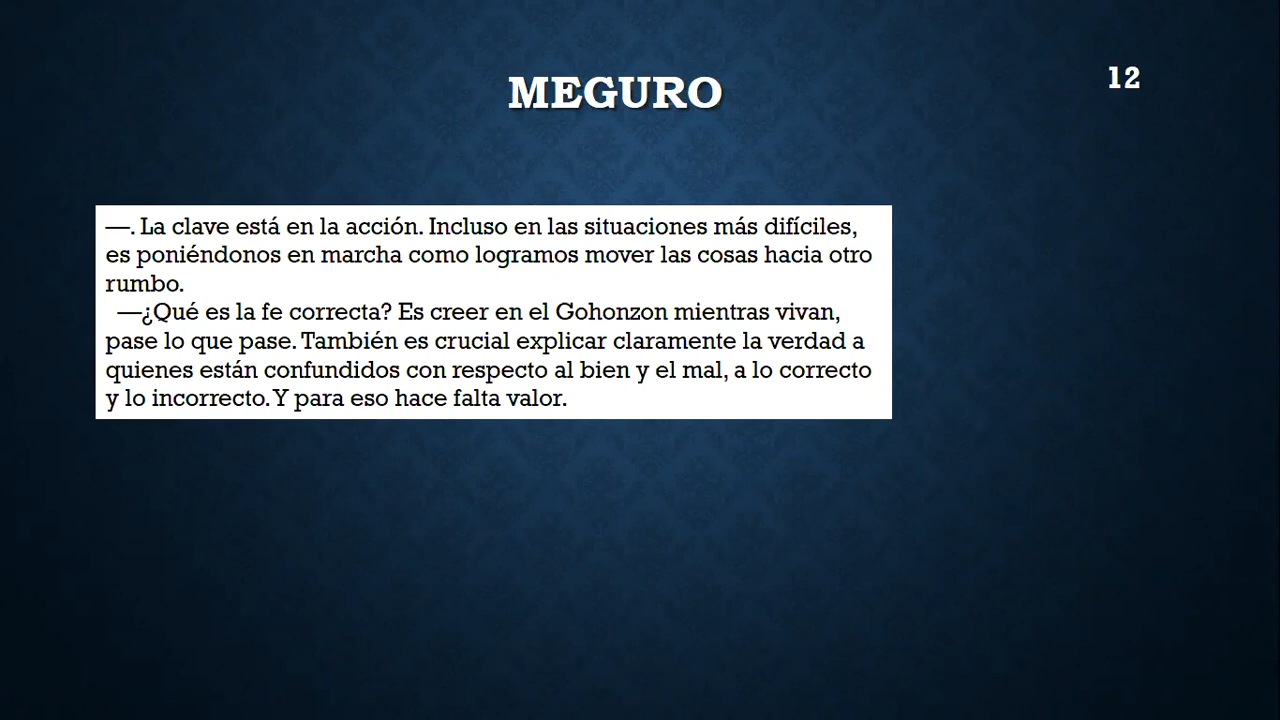 MEGURO
12
—. La clave está en la acción. Incluso en las situaciones más difíciles,
es poniéndonos en marcha como logramos mover las cosas hacia otro
rumbo.
—¿Qué es la fe correcta? Es creer en el Gohonzon mientras vivan,
pase lo que pase. También es crucial explicar claramente la verdad a
quienes están confundidos con respecto al bien y el mal, a lo correcto
y lo incorrecto. Y para eso hace falta valor.